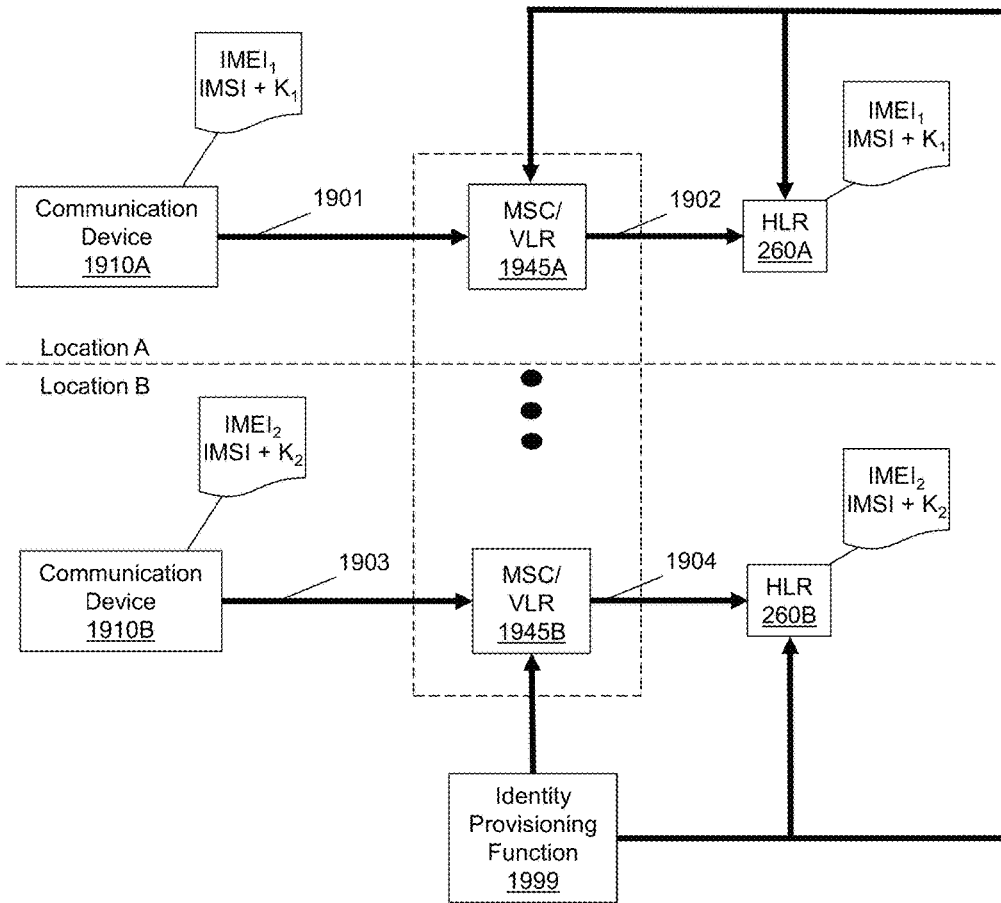 IMEI₁
IMSI + K₁
IMEI₁
IMSI + K₁
Communication
Device
1910A
1901
MSC/
VLR
1945A
1902
HLR
260A
Location A
Location B
IMEI₂
IMSI + K₂
IMEI₂
IMSI + K₂
Communication
Device
1910B
1903
MSC/
VLR
1945B
1904
HLR
260B
Identity
Provisioning
Function
1999